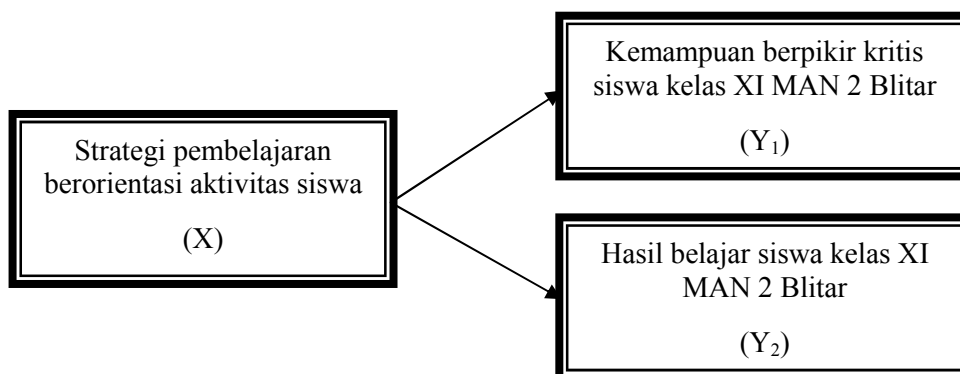 Strategi pembelajaran
berorientasi aktivitas siswa
(X)
Kemampuan berpikir kritis
siswa kelas XI MAN 2 Blitar
(Y₁)
Hasil belajar siswa kelas XI
MAN 2 Blitar
(Y₂)